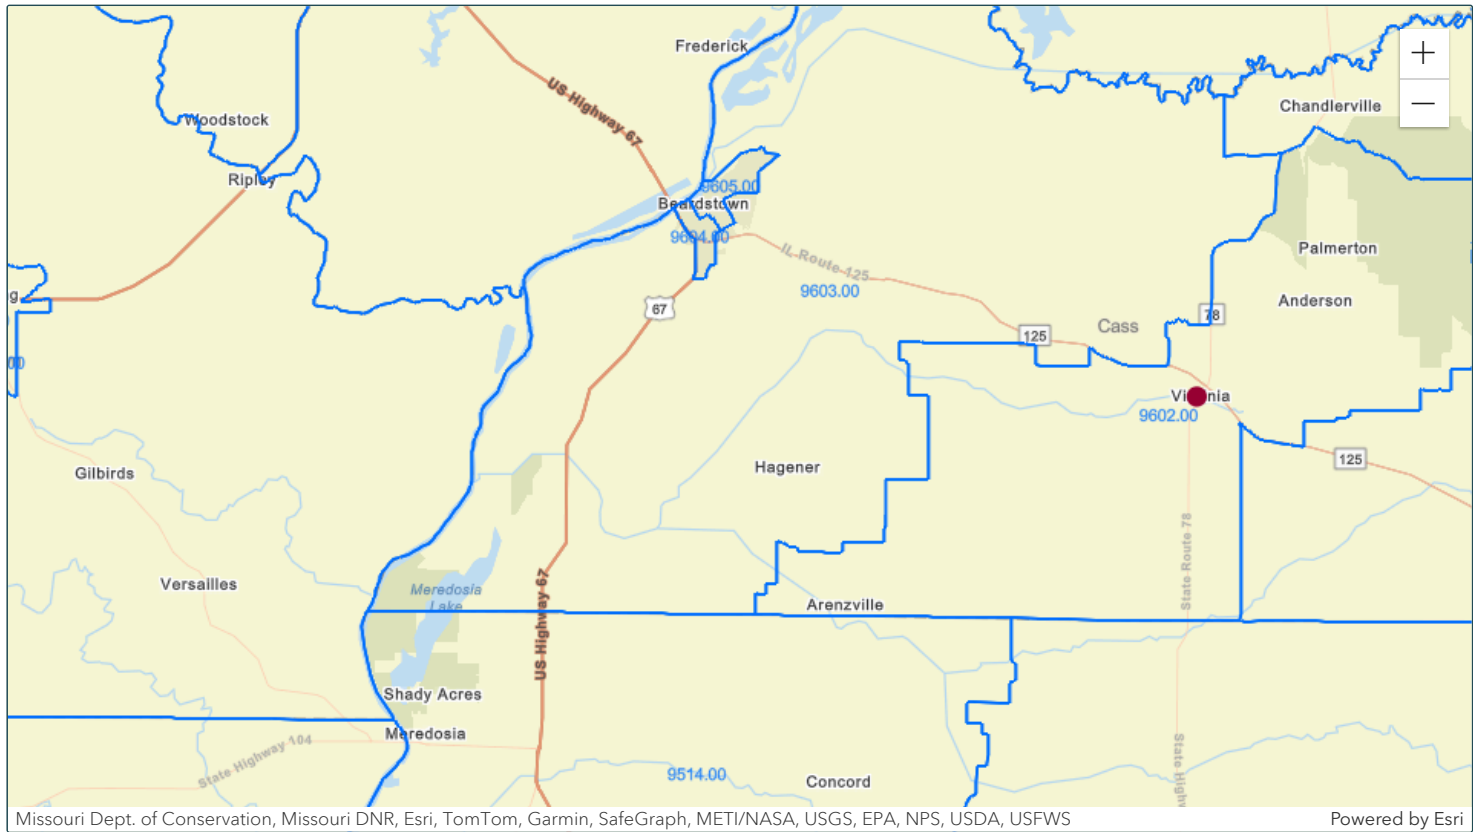 Frederick
+
US Highway 67
−
Chandlerville
Woodstock
Ripley
9605.00
Beardstown
9604.00
IL Route 125
Palmerton
9603.00
g.
Anderson
67
78
Cass
125
00
Virginia
9602.00
125
Hagener
Gilbirds
State Route 78
Versailles
Meredosia
Lake
Arenzville
US Highway 67
Shady Acres
Meredosia
State Highway 104
9514.00
Concord
State High
Missouri Dept. of Conservation, Missouri DNR, Esri, TomTom, Garmin, SafeGraph, METI/NASA, USGS, EPA, NPS, USDA, USFWS
Powered by Esri